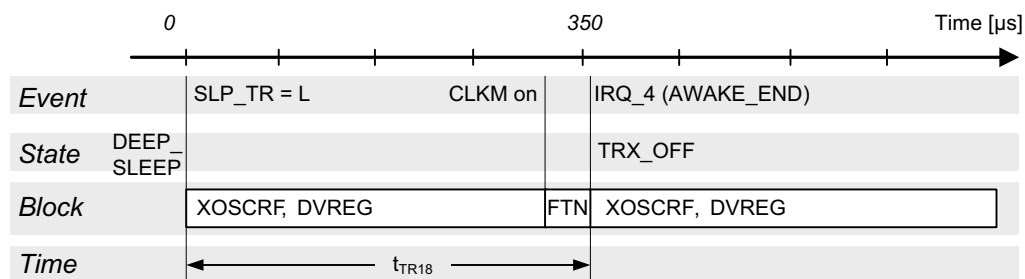 0 350 Time [µs]
Event SLP_TR = L CLKM on IRQ_4 (AWAKE_END)
State DEEP_
SLEEP TRX_OFF
Block XOSCRF, DVREG FTN XOSCRF, DVREG
Time tTR18